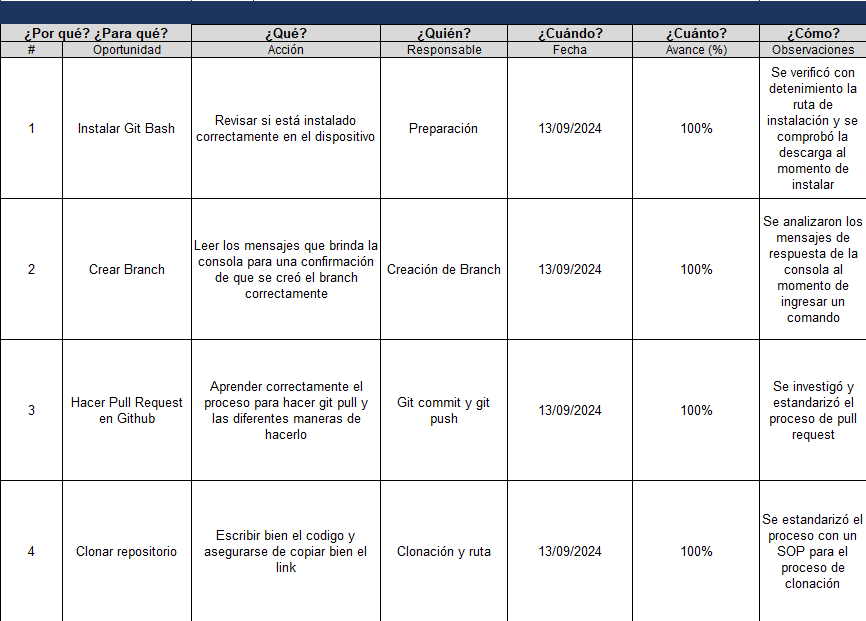 ¿Por qué? ¿Para qué? ¿Qué? ¿Quién? ¿Cuándo? ¿Cuánto? ¿Cómo?
# Oportunidad Acción Responsable Fecha Avance (%) Observaciones
1
Instalar Git Bash
Revisar si está instalado
correctamente en el dispositivo
Preparación
13/09/2024
100%
Se verificó con
detenimiento la
ruta de
instalación y se
comprobó la
descarga al
momento de
instalar
2
Crear Branch
Leer los mensajes que brinda la
consola para una confirmación
de que se creó el branch
correctamente
Creación de Branch
13/09/2024
100%
Se analizaron los
mensajes de
respuesta de la
consola al
momento de
ingresar un
comando
3
Hacer Pull Request
en Github
Aprender correctamente el
proceso para hacer git pull y
las diferentes maneras de
hacerlo
Git commit y git
push
13/09/2024
100%
Se investigó y
estandarizó el
proceso de pull
request
4
Clonar repositorio
Escribir bien el codigo y
asegurarse de copiar bien el
link
Clonación y ruta
13/09/2024
100%
Se estandarizó el
proceso con un
SOP para el
proceso de
clonación